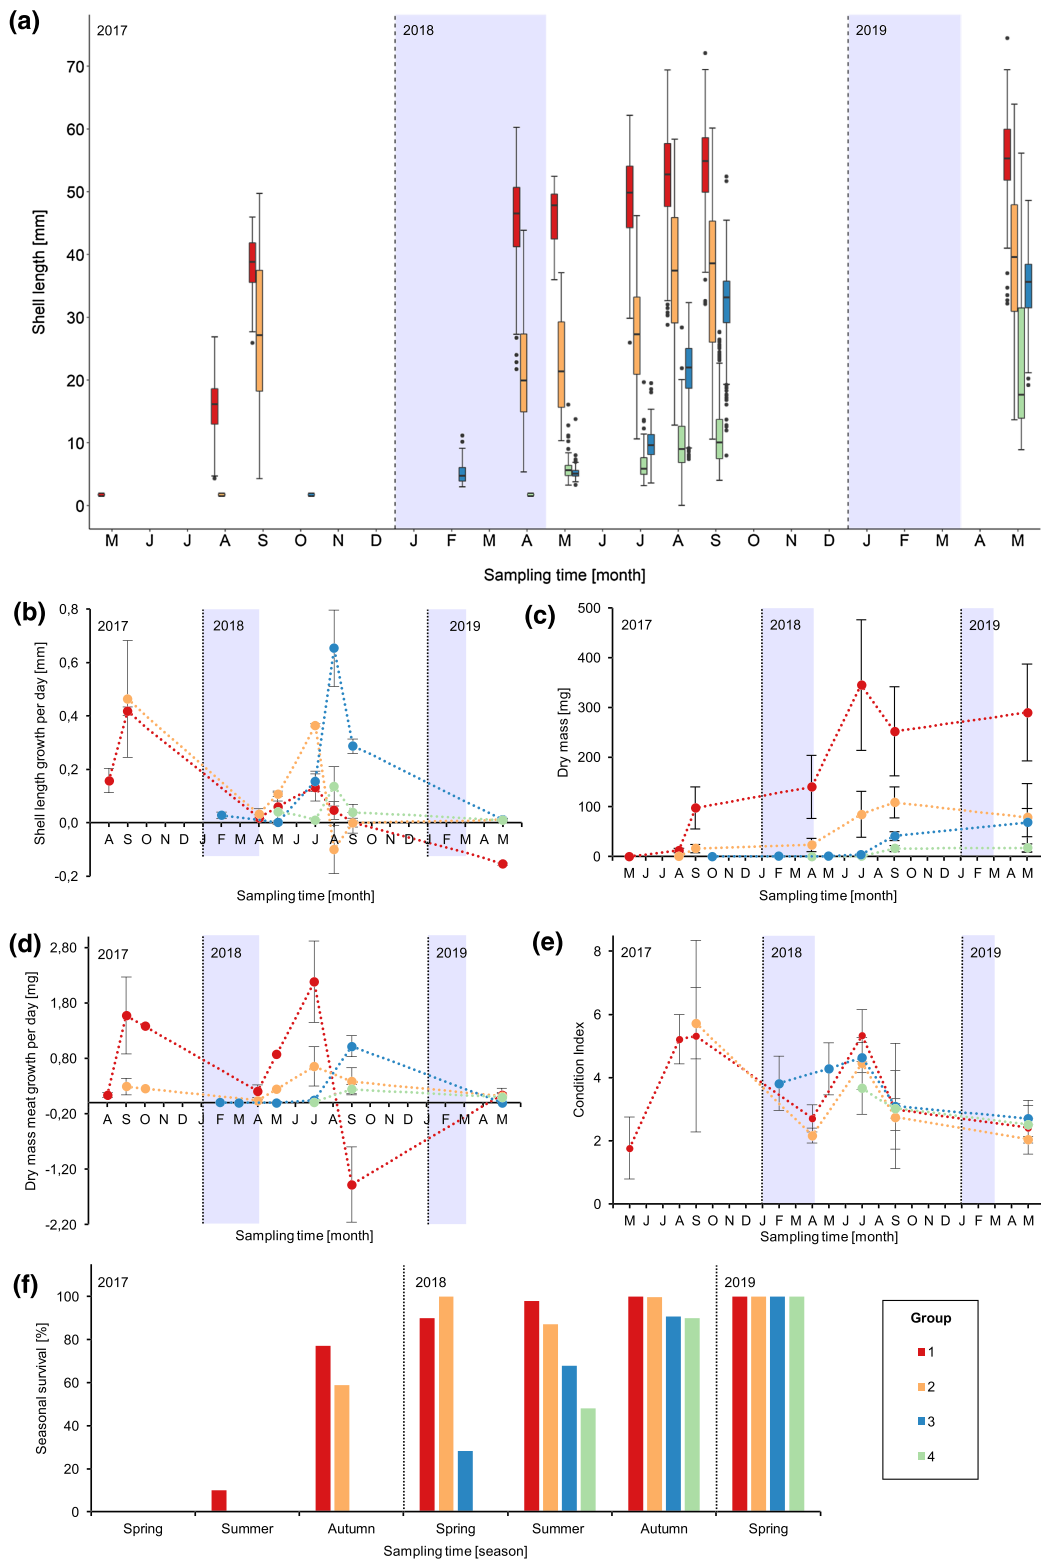 (a)
2017
2018
2019
70
60
50
40
30
20
10
0
Shell length [mm]
M J J A S O N D J F M A M J J A S O N D J F M A M
Sampling time [month]
(b)
2017
2018
2019
0,8
0,6
0,4
0,2
0,0
-0,2
Shell length growth per day [mm]
A S O N D J F M A M J J A S O N D J F M A M
Sampling time [month]
(c)
2017
2018
2019
500
400
300
200
100
0
Dry mass [mg]
M J J A S O N D J F M A M J J A S O N D J F M A M
Sampling time [month]
(d)
2017
2018
2019
2,80
1,80
0,80
-0,20
-1,20
-2,20
Dry mass meat growth per day [mg]
A S O N D J F M A M J J A S O N D J F M A M
Sampling time [month]
(e)
2017
2018
2019
8
6
4
2
0
Condition Index
M J J A S O N D J F M A M J J A S O N D J F M A M
Sampling time [month]
(f)
2017
2018
2019
100
80
60
40
20
0
Seasonal survival [%]
Spring Summer Autumn Spring Summer Autumn Spring
Sampling time [season]
Group
1
2
3
4